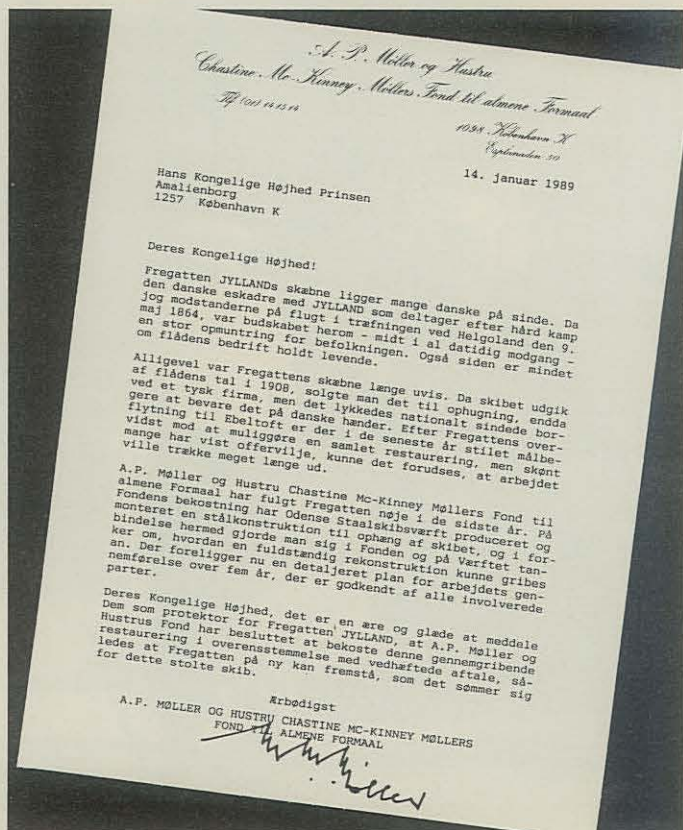 A. P. Møller og Hustru
Chastine Mc-Kinney Møllers Fond til almene Formaal
Tlf. (01) 14 15 14
1098 København K
Esplanaden 50
14. januar 1989
Hans Kongelige Højhed Prinsen
Amalienborg
1257 København K
Deres Kongelige Højhed!
Fregatten JYLLANDs skæbne ligger mange danske på sinde. Da
den danske eskadre med JYLLAND som deltager efter hård kamp
jog modstanderne på flugt i træfningen ved Helgoland den 9.
maj 1864, var budskabet herom - midt i al datidig modgang -
en stor opmuntring for befolkningen. Også siden er mindet
om flådens bedrift holdt levende.
Alligevel var Fregattens skæbne længe uvis. Da skibet udgik
af flådens tal i 1908, solgte man det til ophugning, endda
ved et tysk firma, men det lykkedes nationalt sindede bor-
gere at bevare det på danske hænder. Efter Fregattens over-
flytning til Ebeltoft er der i de seneste år stilet målbe-
vidst mod at muliggøre en samlet restaurering, men skønt
mange har vist offervilje, kunne det forudses, at arbejdet
ville trække meget længe ud.
A.P. Møller og Hustru Chastine Mc-Kinney Møllers Fond til
almene Formaal har fulgt Fregatten nøje i de sidste år. På
Fondens bekostning har Odense Staalskibsværft produceret og
monteret en stålkonstruktion til ophæng af skibet, og i for-
bindelse hermed gjorde man sig i Fonden og på Værftet tan-
ker om, hvordan en fuldstændig rekonstruktion kunne gribes
an. Der foreligger nu en detaljeret plan for arbejdets gen-
nemførelse over fem år, der er godkendt af alle involverede
parter.
Deres Kongelige Højhed, det er en ære og glæde at meddele
Dem som protektor for Fregatten JYLLAND, at A.P. Møller og
Hustrus Fond har besluttet at bekoste denne gennemgribende
restaurering i overensstemmelse med vedhæftede aftale, så-
ledes at Fregatten på ny kan fremstå, som det sømmer sig
for dette stolte skib.
Ærbødigst
A.P. MØLLER OG HUSTRU CHASTINE MC-KINNEY MØLLERS
FOND TIL ALMENE FORMAAL